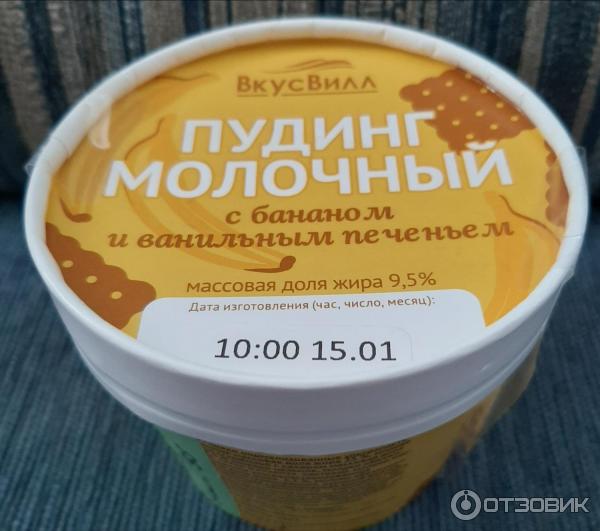 ВкусВилл
ПУДИНГ
МОЛОЧНЫЙ
с бананом
и ванильным печеньем
массовая доля жира 9,5%
Дата изготовления (час, число, месяц):
10:00 15.01
ОТЗОВИК